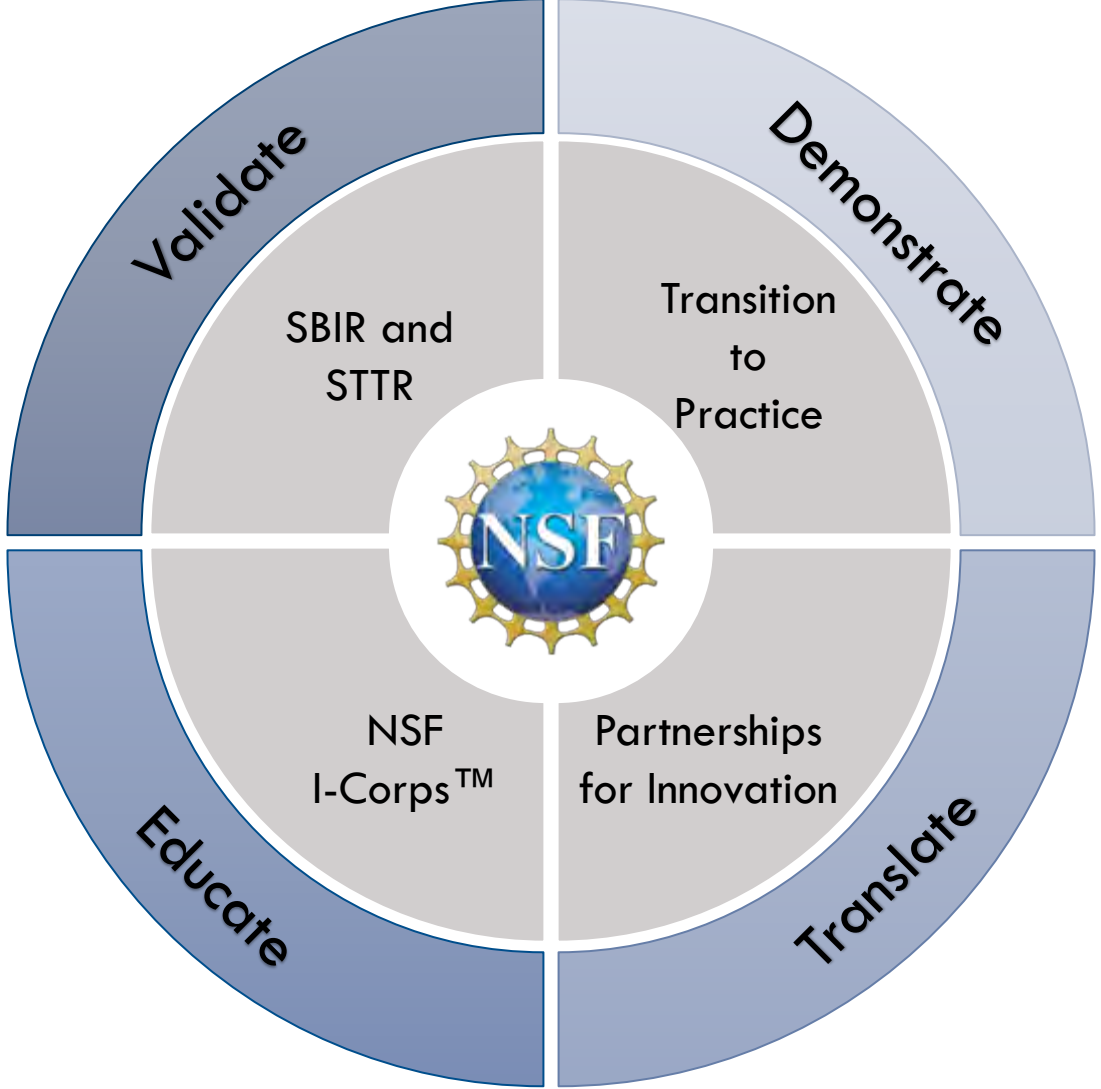 Validate
Demonstrate
SBIR and
STTR
Transition
to
Practice
NSF
NSF
I-Corps™
Partnerships
for Innovation
Educate
Translate